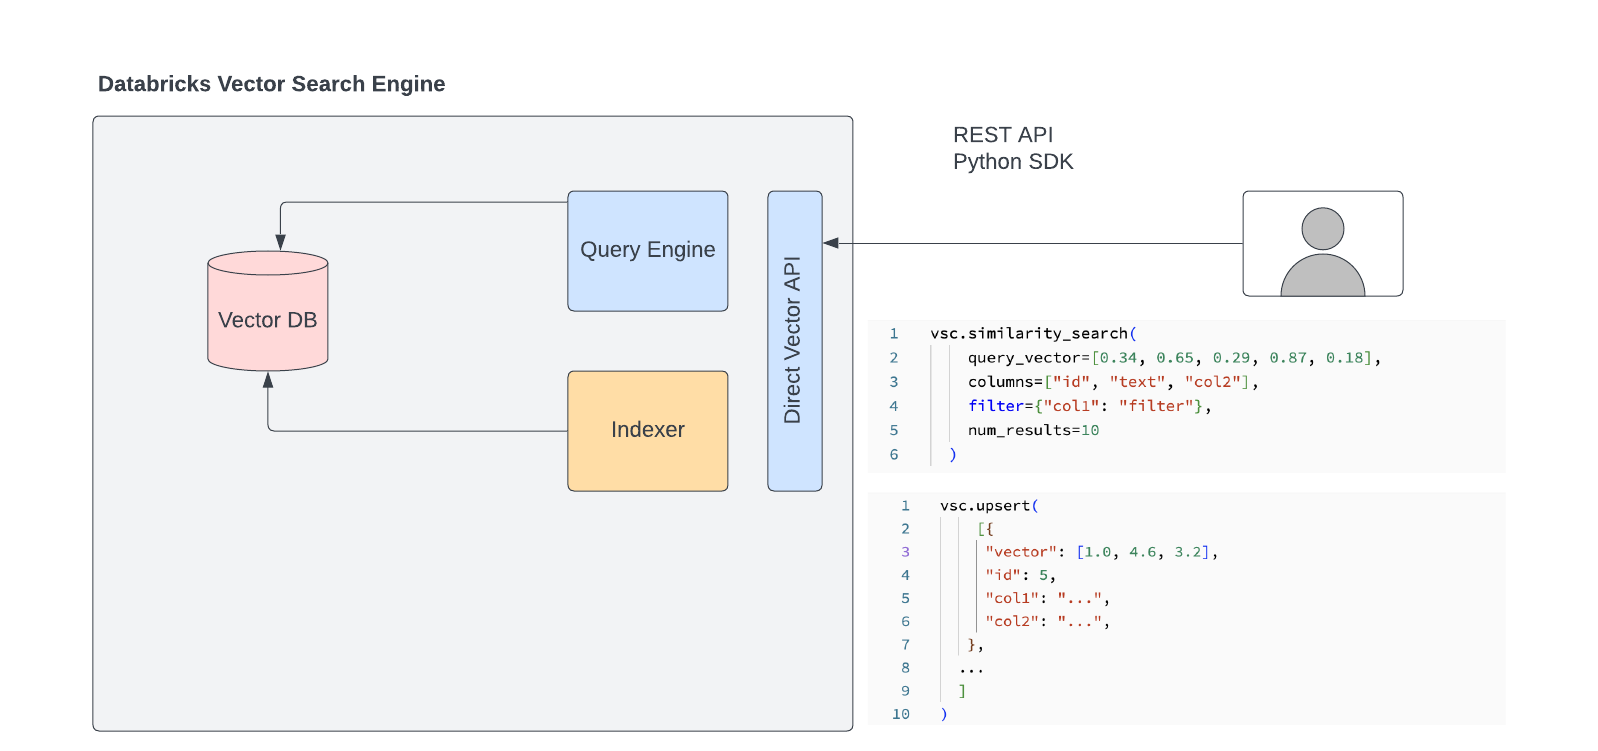 Databricks Vector Search Engine
REST API
Python SDK
Query Engine
Vector DB
Indexer
Direct Vector API
1 vsc.similarity_search(
2 query_vector=[0.34, 0.65, 0.29, 0.87, 0.18],
3 columns=["id", "text", "col2"],
4 filter={"col1": "filter"},
5 num_results=10
6 )
1 vsc.upsert(
2 [{
3 "vector": [1.0, 4.6, 3.2],
4 "id": 5,
5 "col1": "...",
6 "col2": "...",
7 },
8 ...
9 ]
10 )